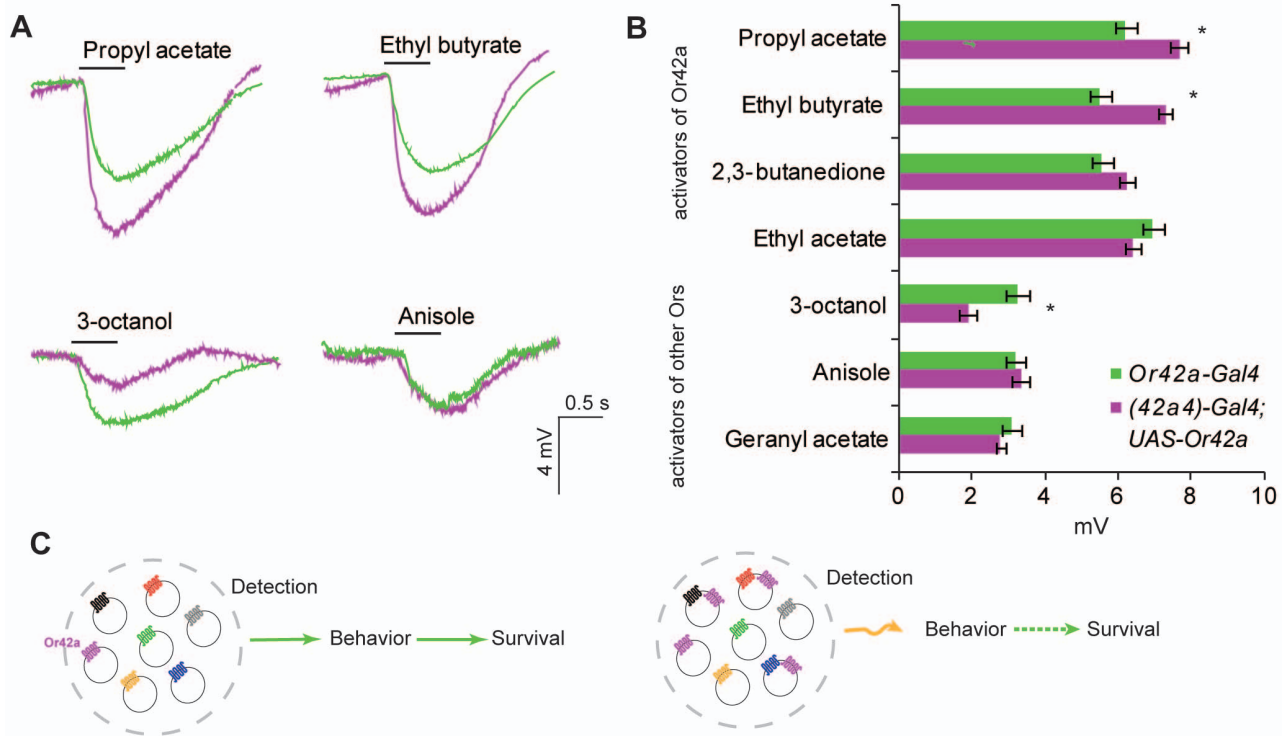 A
Propyl acetate
Ethyl butyrate
3-octanol
Anisole
0.5 s
4 mV
B
activators of Or42a
activators of other Ors
Propyl acetate
*
Ethyl butyrate
*
2,3-butanedione
Ethyl acetate
3-octanol
*
Anisole
Geranyl acetate
Or42a-Gal4
(42a4)-Gal4;
UAS-Or42a
0 2 4 6 8 10
mV
C
Detection
Or42a
Behavior
Survival
Detection
Behavior
Survival